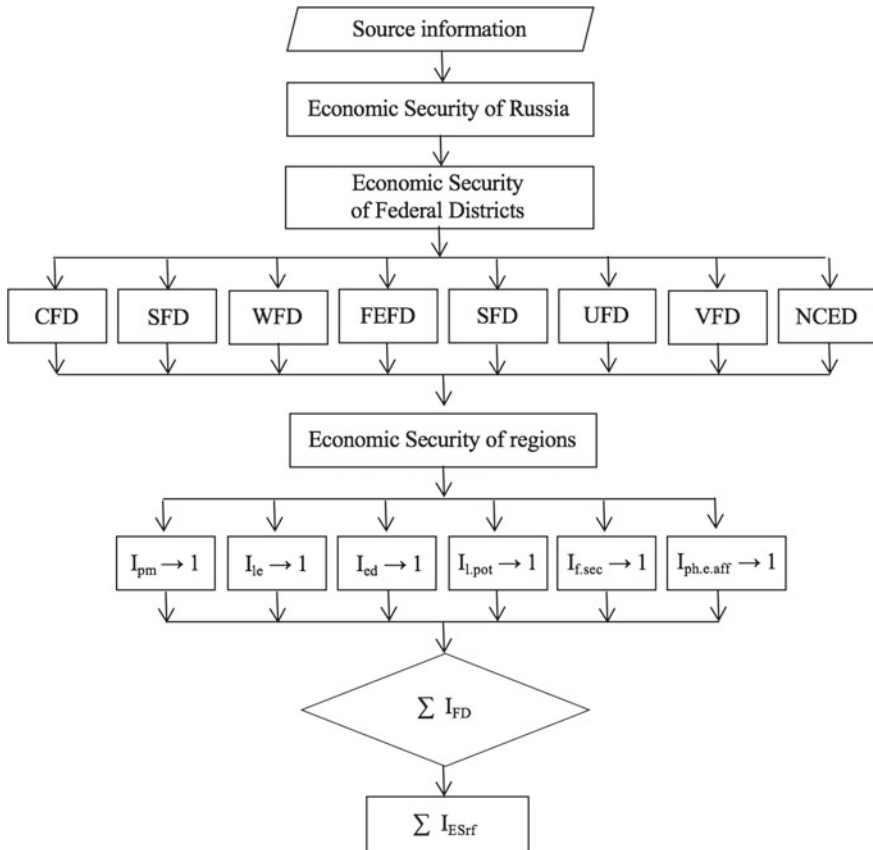 Source information
Economic Security of Russia
Economic Security
of Federal Districts
CFD SFD WFD FEFD SFD UFD VFD NCED
Economic Security of regions
I_pm → 1 I_le → 1 I_ed → 1 I_l.pot → 1 I_f.sec → 1 I_ph.e.aff → 1
∑ I_FD
∑ I_ESrf